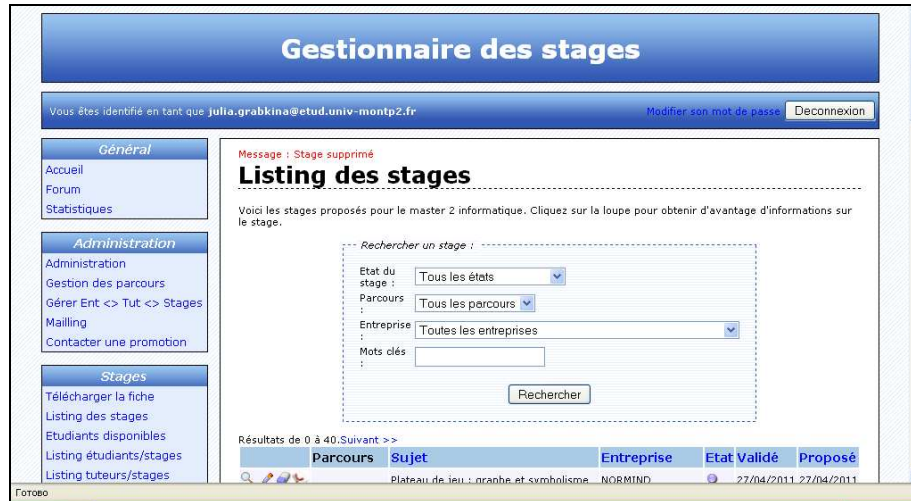 Gestionnaire des stages
Vous êtes identifié en tant que julia.grabkina@etud.univ-montp2.fr Modifier son mot de passe Deconnexion
Général
Accueil
Forum
Statistiques
Administration
Administration
Gestion des parcours
Gérer Ent <> Tut <> Stages
Mailling
Contacter une promotion
Stages
Télécharger la fiche
Listing des stages
Etudiants disponibles
Listing étudiants/stages
Listing tuteurs/stages
Message : Stage supprimé
Listing des stages
Voici les stages proposés pour le master 2 informatique. Cliquez sur la loupe pour obtenir d'avantage d'informations sur
le stage.
Rechercher un stage :
Etat du
stage :
Tous les états
Parcours
:
Tous les parcours
Entreprise
:
Toutes les entreprises
Mots clés
:
Rechercher
Résultats de 0 à 40.Suivant >>
Parcours Sujet Entreprise Etat Validé Proposé
Plateau de jeu : graphe et symbolisme NORMIND 27/04/2011 27/04/2011
Готово